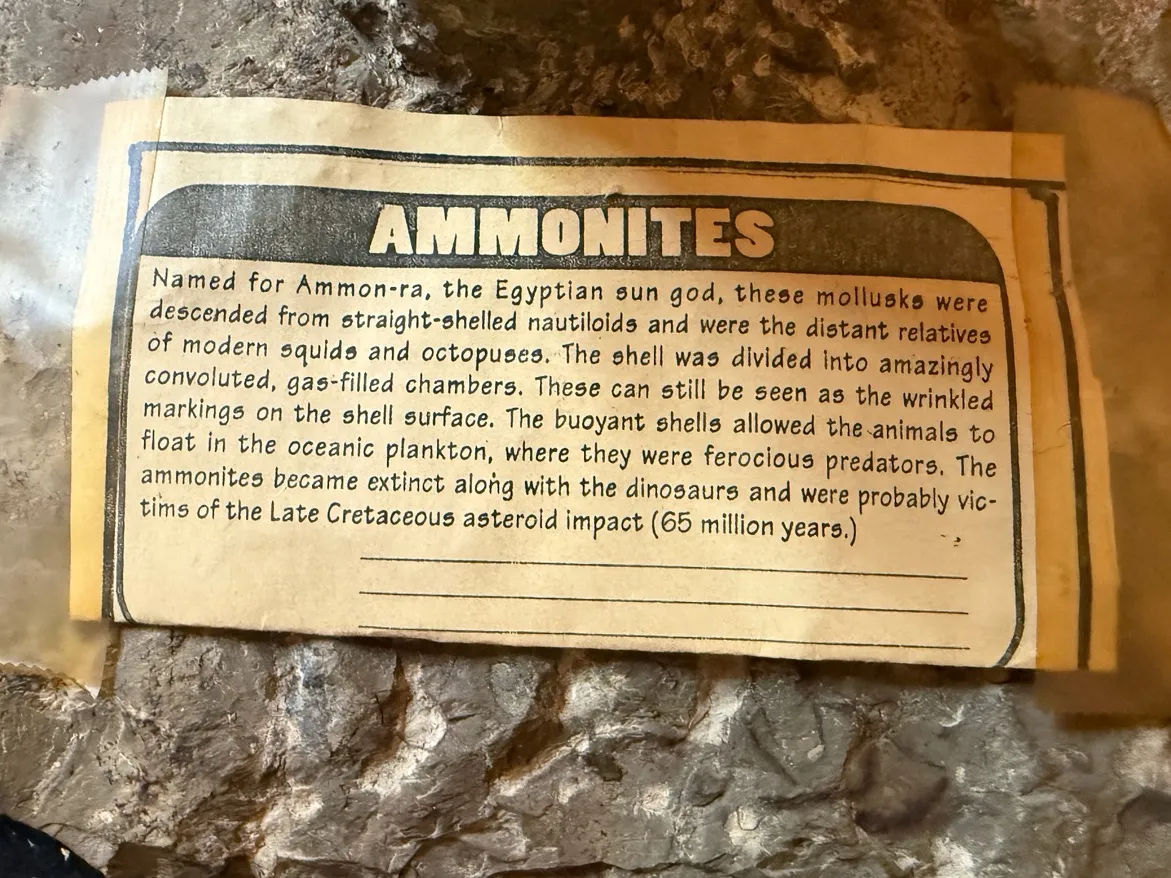 AMMONITES
Named for Ammon-ra, the Egyptian sun god, these mollusks were
descended from straight-shelled nautiloids and were the distant relatives
of modern squids and octopuses. The shell was divided into amazingly
convoluted, gas-filled chambers. These can still be seen as the wrinkled
markings on the shell surface. The buoyant shells allowed the animals to
float in the oceanic plankton, where they were ferocious predators. The
ammonites became extinct along with the dinosaurs and were probably vic-
tims of the Late Cretaceous asteroid impact (65 million years.)